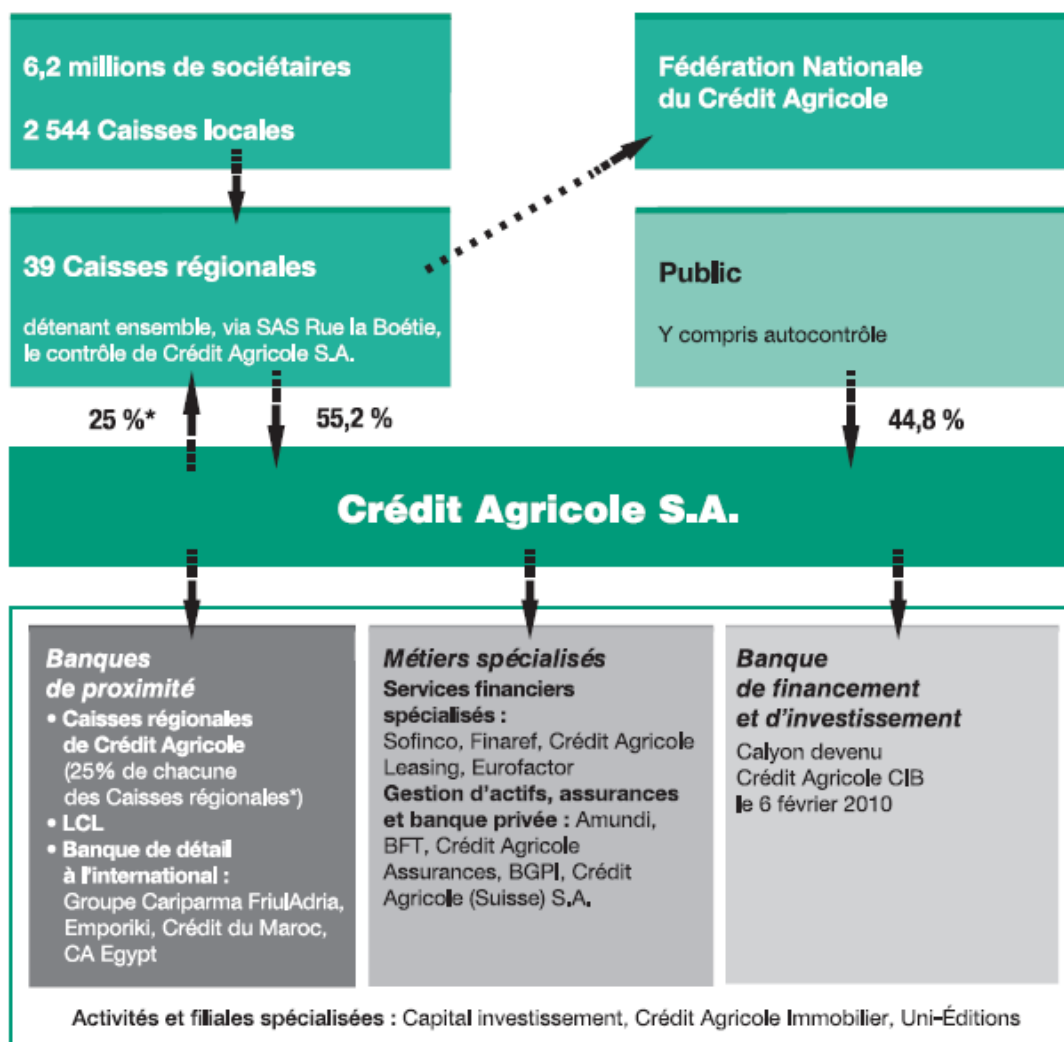 6,2 millions de sociétaires
2 544 Caisses locales
Fédération Nationale
du Crédit Agricole
39 Caisses régionales
détenant ensemble, via SAS Rue la Boétie,
le contrôle de Crédit Agricole S.A.
Public
Y compris autocontrôle
25 %*
55,2 %
44,8 %
Crédit Agricole S.A.
Banques
de proximité
• Caisses régionales
de Crédit Agricole
(25% de chacune
des Caisses régionales*)
• LCL
• Banque de détail
à l'international :
Groupe Cariparma FriulAdria,
Emporiki, Crédit du Maroc,
CA Egypt
Métiers spécialisés
Services financiers
spécialisés :
Sofinco, Finaref, Crédit Agricole
Leasing, Eurofactor
Gestion d'actifs, assurances
et banque privée : Amundi,
BFT, Crédit Agricole
Assurances, BGPI, Crédit
Agricole (Suisse) S.A.
Banque
de financement
et d'investissement
Calyon devenu
Crédit Agricole CIB
le 6 février 2010
Activités et filiales spécialisées : Capital investissement, Crédit Agricole Immobilier, Uni-Éditions